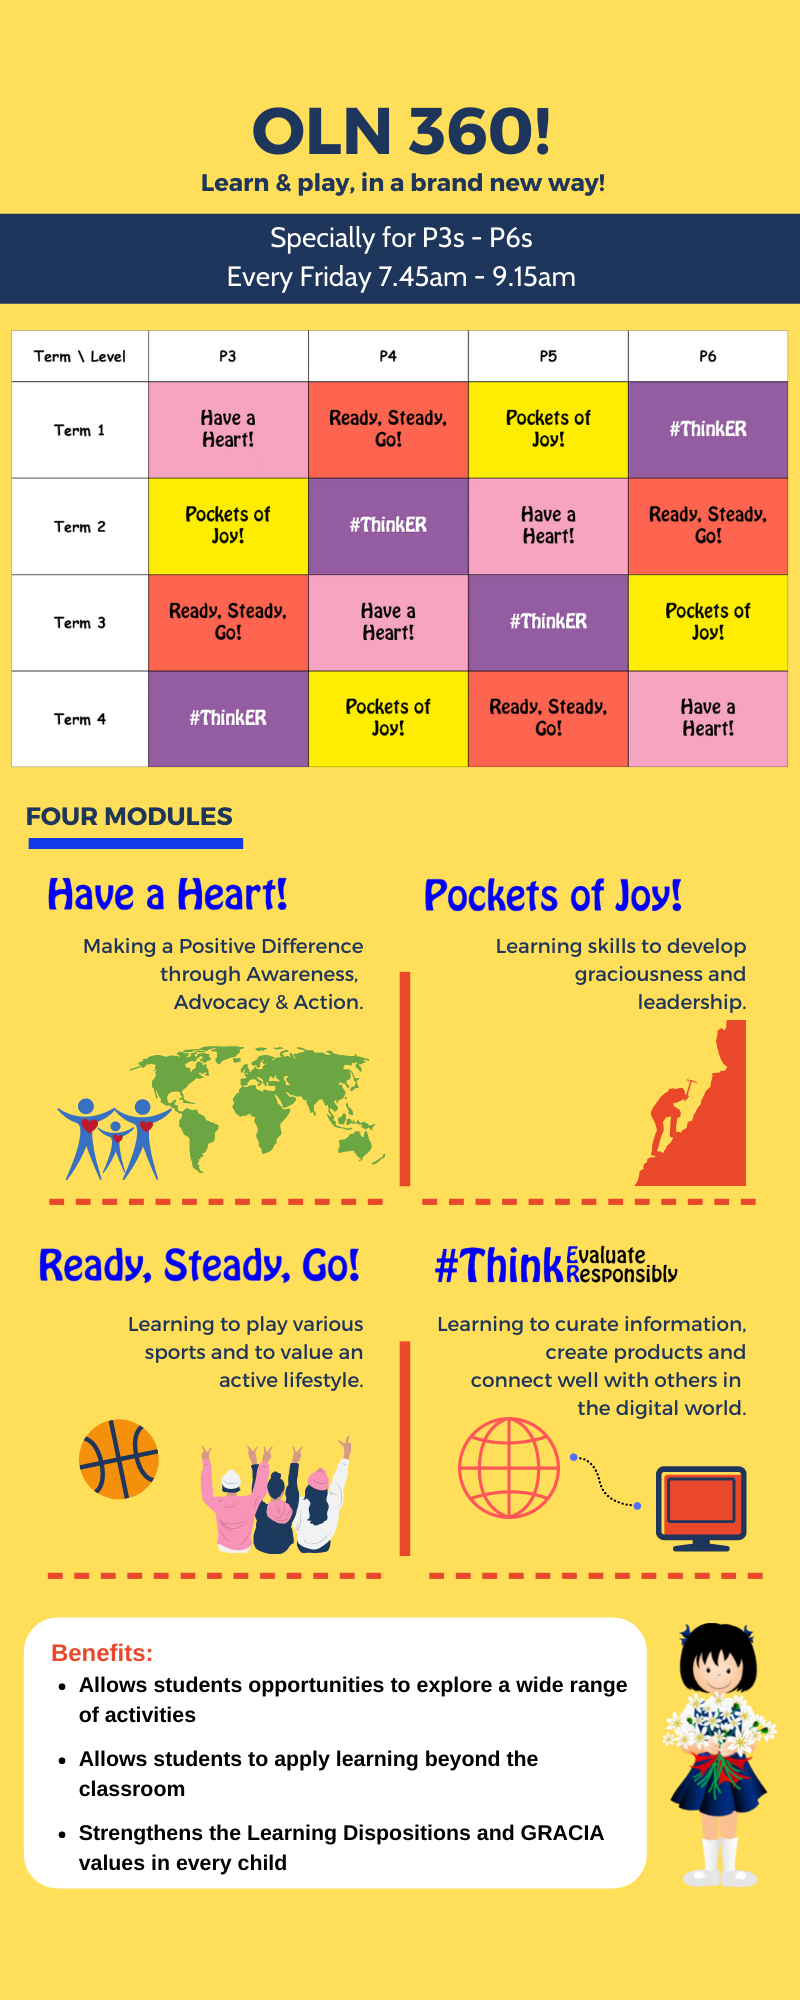 OLN 360!
Learn & play, in a brand new way!
Specially for P3s - P6s
Every Friday 7.45am - 9.15am
Term \ Level P3 P4 P5 P6
Term 1
Have a
Heart!
Ready, Steady,
Go!
Pockets of
Joy!
#ThinkER
Term 2
Pockets of
Joy!
#ThinkER
Have a
Heart!
Ready, Steady,
Go!
Term 3
Ready, Steady,
Go!
Have a
Heart!
#ThinkER
Pockets of
Joy!
Term 4
#ThinkER
Pockets of
Joy!
Ready, Steady,
Go!
Have a
Heart!
FOUR MODULES
Have a Heart!
Making a Positive Difference
through Awareness,
Advocacy & Action.
Pockets of Joy!
Learning skills to develop
graciousness and
leadership.
Ready, Steady, Go!
Learning to play various
sports and to value an
active lifestyle.
#Think Evaluate
Responsibly
Learning to curate information,
create products and
connect well with others in
the digital world.
Benefits:
• Allows students opportunities to explore a wide range
of activities
• Allows students to apply learning beyond the
classroom
• Strengthens the Learning Dispositions and GRACIA
values in every child